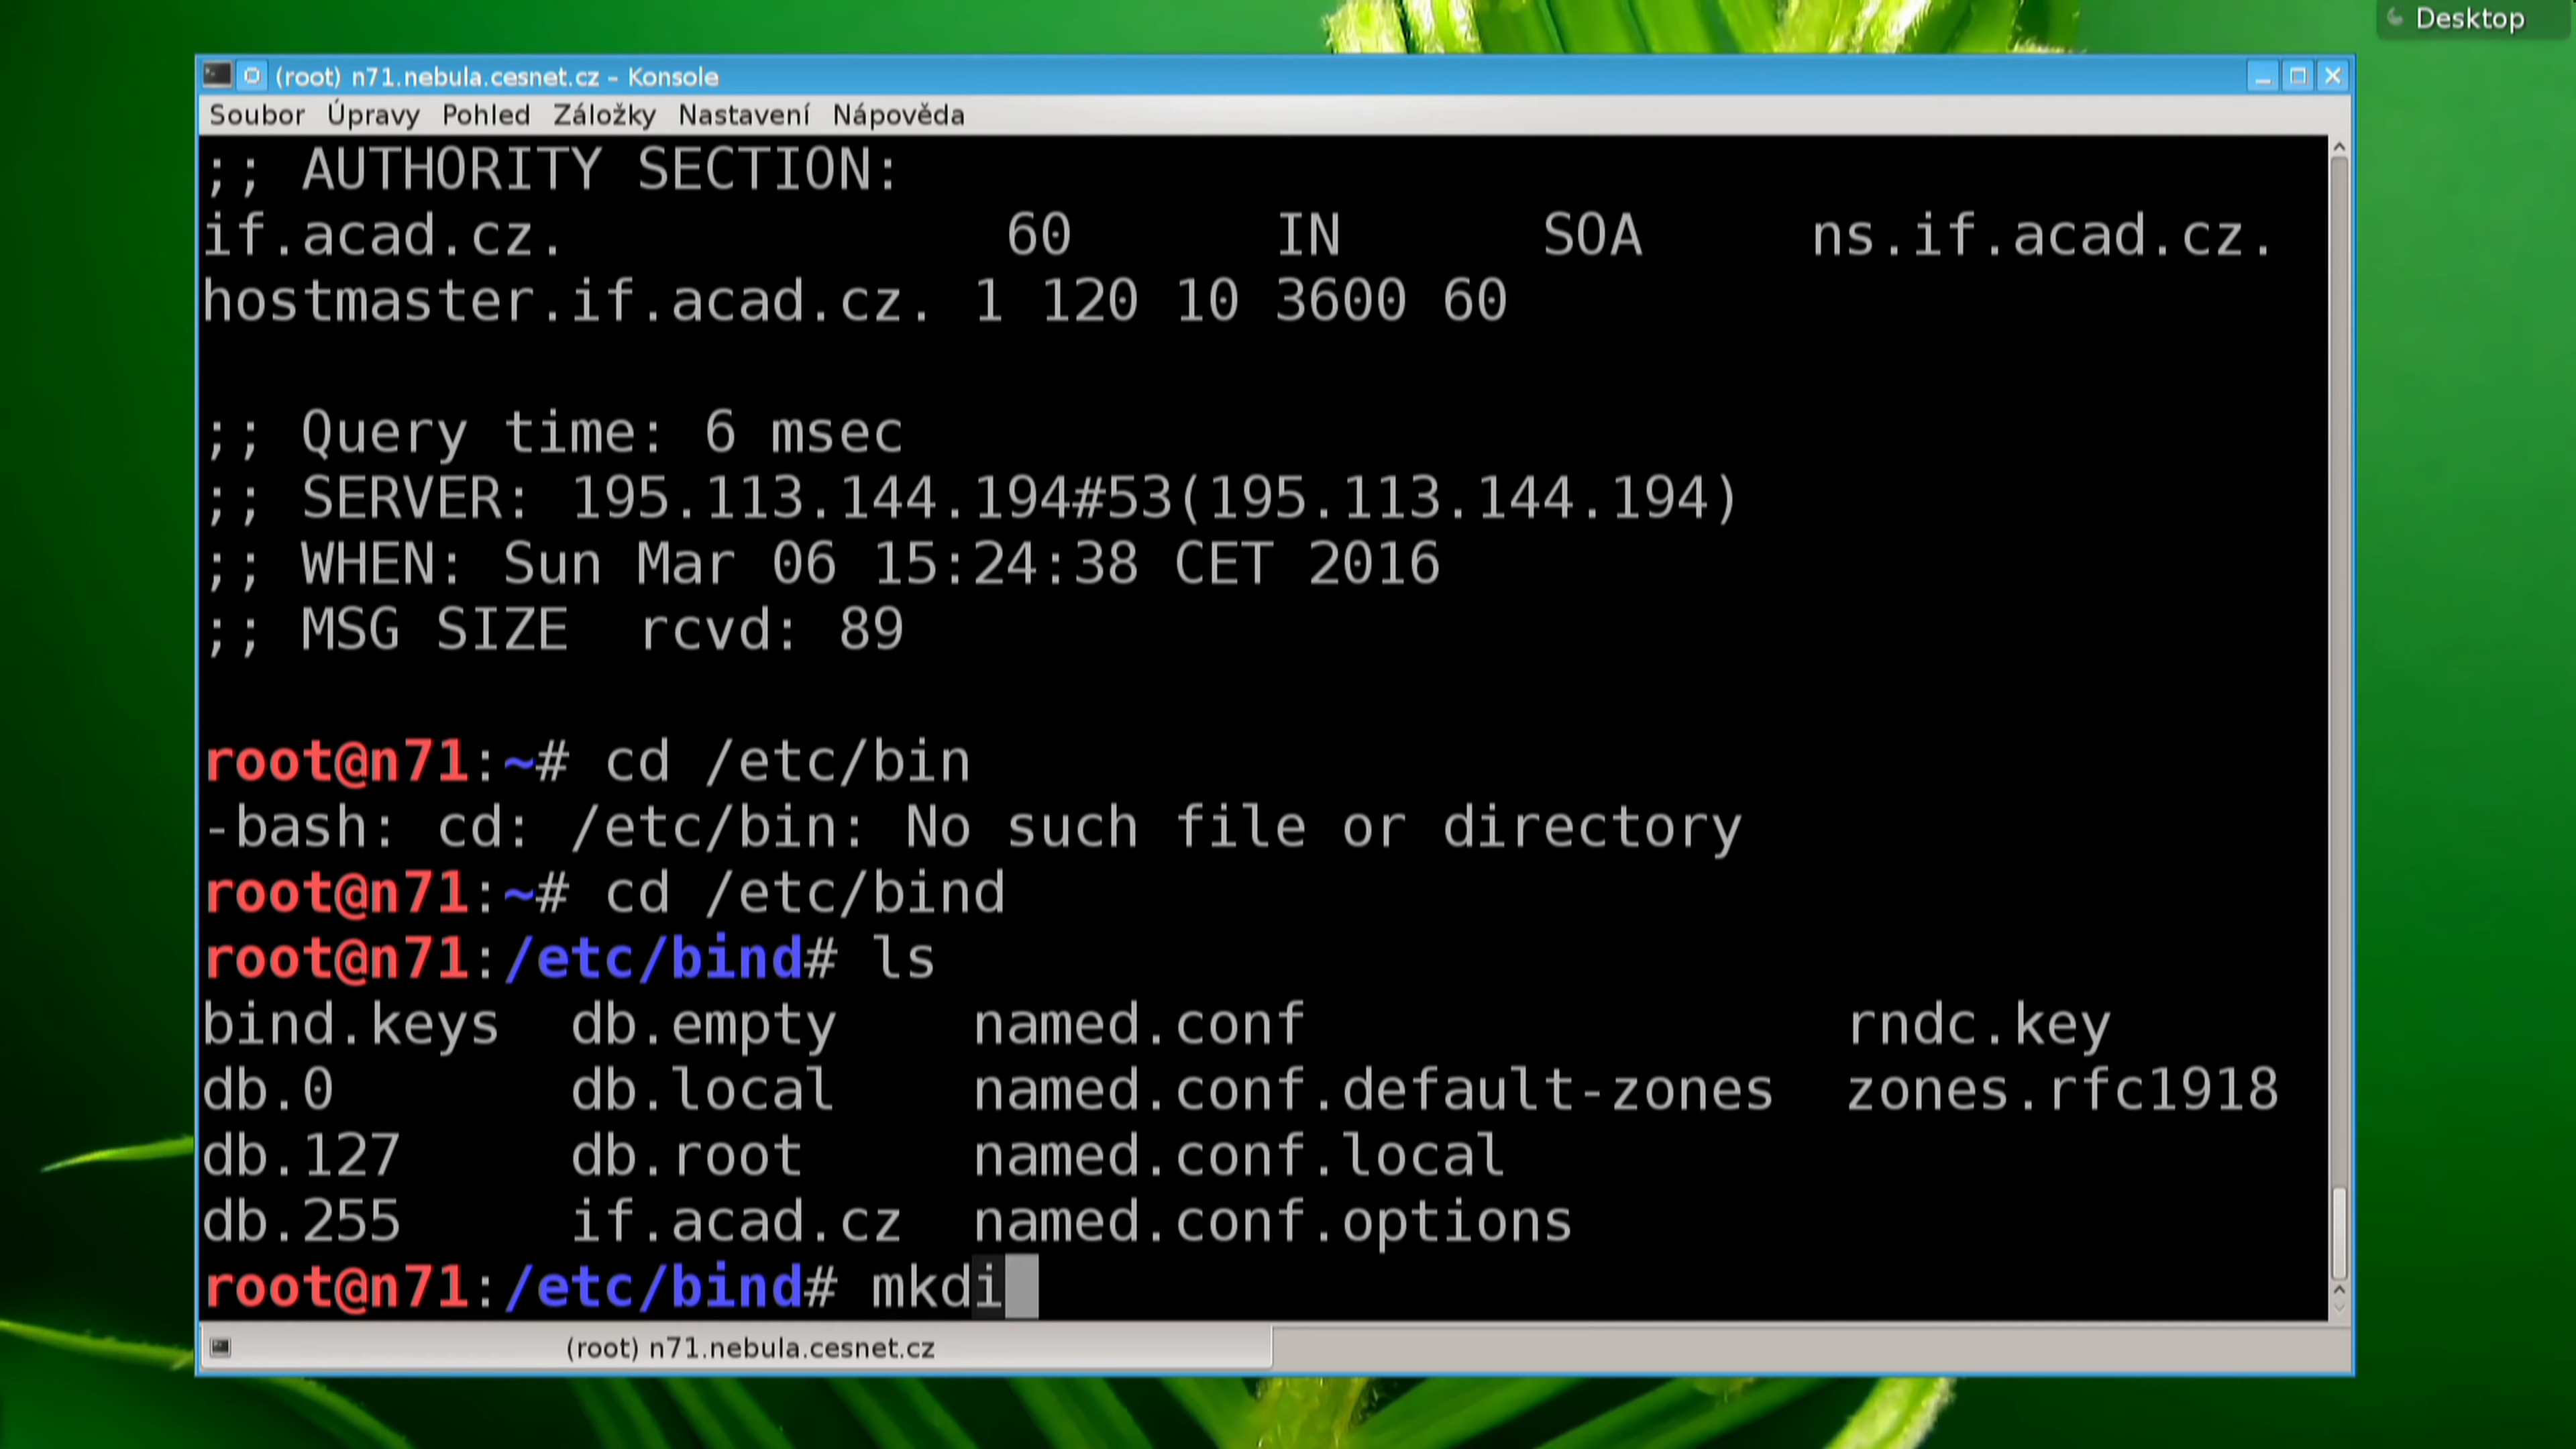 Desktop
(root) n71.nebula.cesnet.cz – Konsole
Soubor Úpravy Pohled Záložky Nastavení Nápověda
;; AUTHORITY SECTION:
if.acad.cz. 60 IN SOA ns.if.acad.cz.
hostmaster.if.acad.cz. 1 120 10 3600 60
;; Query time: 6 msec
;; SERVER: 195.113.144.194#53(195.113.144.194)
;; WHEN: Sun Mar 06 15:24:38 CET 2016
;; MSG SIZE  rcvd: 89
root@n71:~# cd /etc/bin
-bash: cd: /etc/bin: No such file or directory
root@n71:~# cd /etc/bind
root@n71:/etc/bind# ls
bind.keys  db.empty    named.conf                rndc.key
db.0       db.local    named.conf.default-zones  zones.rfc1918
db.127     db.root     named.conf.local
db.255     if.acad.cz  named.conf.options
root@n71:/etc/bind# mkdi
(root) n71.nebula.cesnet.cz